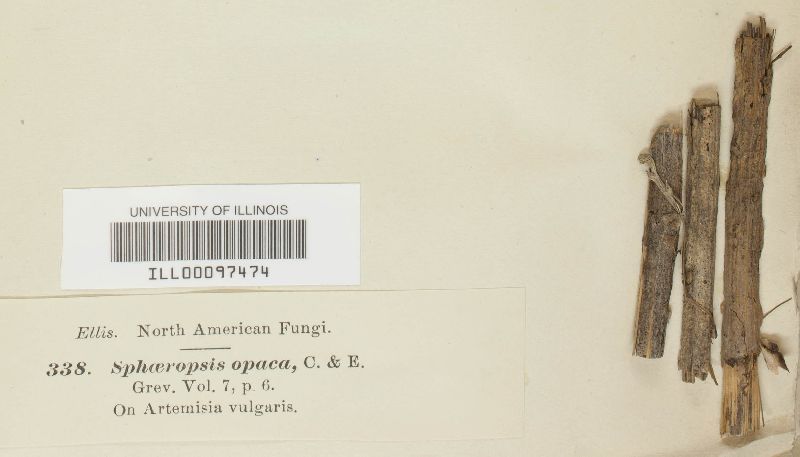 UNIVERSITY OF ILLINOIS
ILL00097474
Ellis. North American Fungi.
338. Sphæropsis opaca, C. & E.
Grev. Vol. 7, p. 6.
On Artemisia vulgaris.